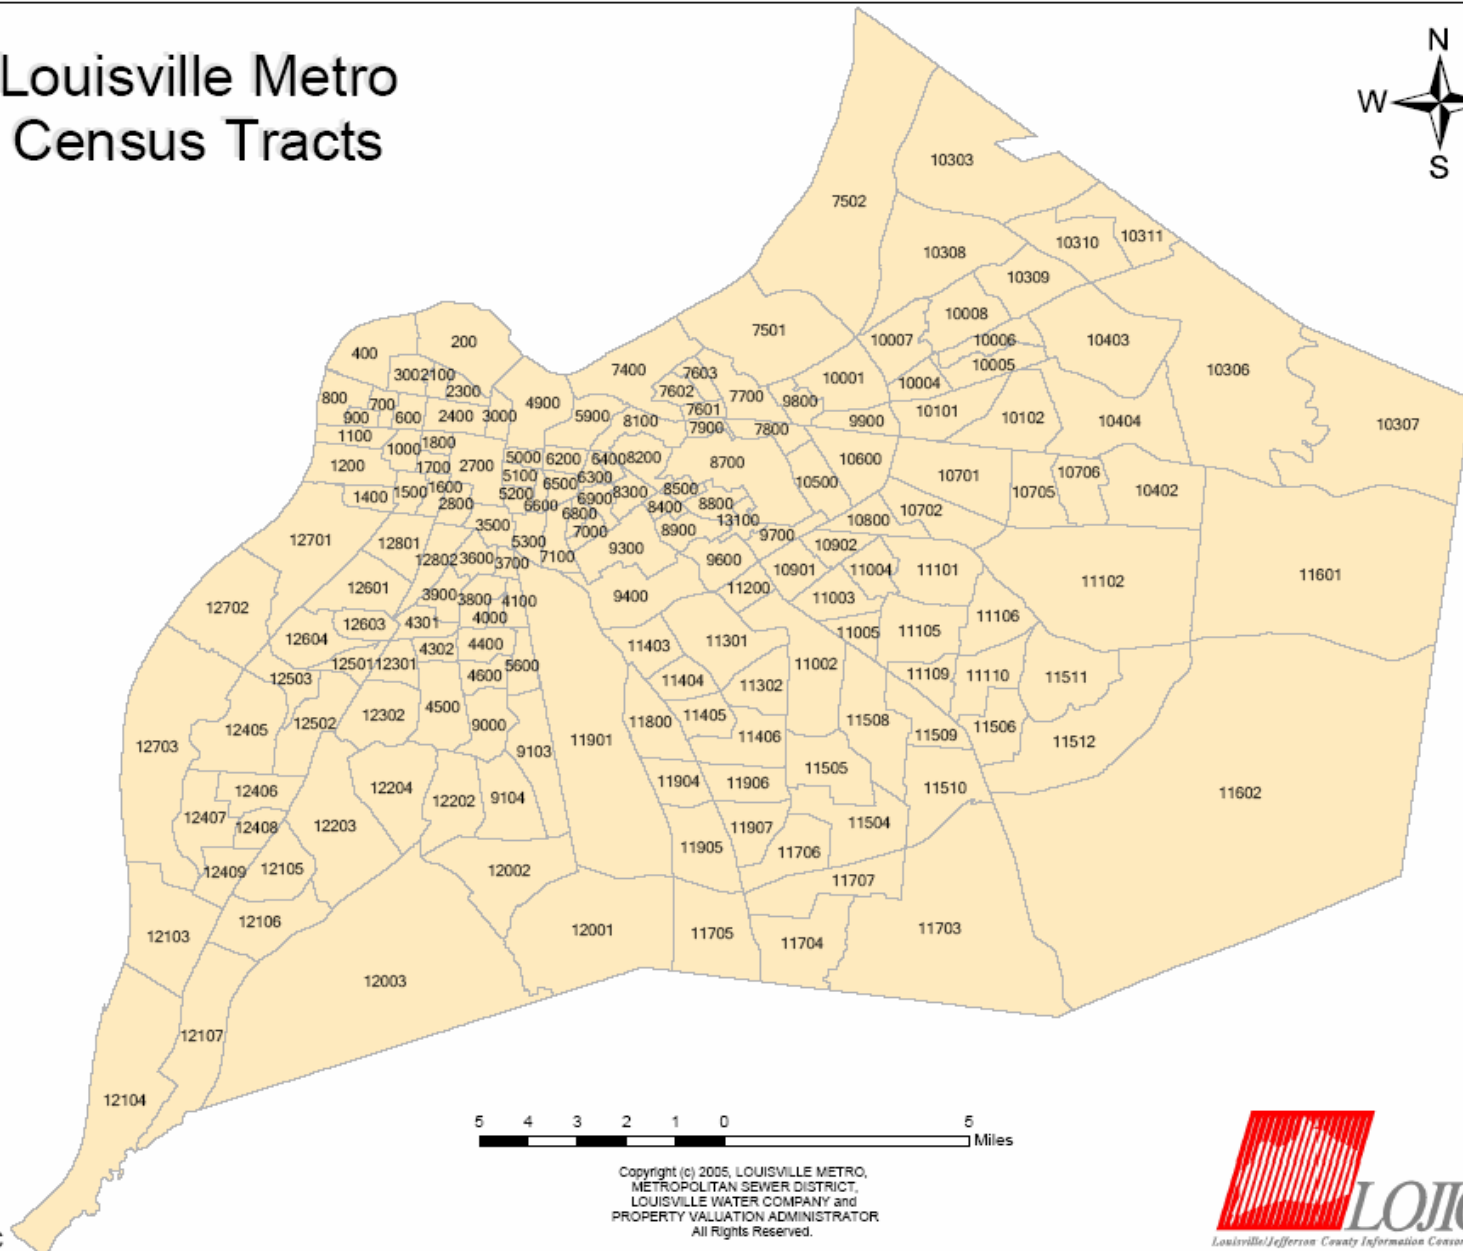 Louisville Metro
Census Tracts
N
W
S
10303
7502
10310 10311
10308
10309
10008
7501 10007 10006 10403
200
400
10005
7400 7603 10306
300 2100 10001 10004
2300 7602 7700 9800
800 700 4900 7601 10101 10102 10404 10307
900 600 2400 3000 5900 8100 7900 7800 9900
1100 1000 1800
1200 1700 2700 5000 6200 6400 8200 8700 10600 10701 10706
5100 6500 6300 10500 10705 10402
1400 1500 1600 5200 6900 8300 8500
2800 6600 6800 8400 8800 10702
3500 7000 8900 13100 10800
12701 12801 5300 9300 9700 10902
12802 3600 3700 7100 9600 10901 11004 11101 11102 11601
12601 3900 3800 4100 9400 11200 11003
12702 12603 4301 4000 11106
12604 4302 4400 11403 11301 11005 11105
12501 12301 5600 11002
12503 4600 11404 11302 11109 11110 11511
12405 12502 12302 4500 9000 11800 11405 11508 11506
12703 9103 11901 11406 11509 11512
12406 12204 12202 9104 11904 11906 11505 11510 11602
12407 12408 12203 11907 11504
12409 12105 12002 11905 11706
11707
12106 12001 11705 11704 11703
12103
12003
12107
12104
5 4 3 2 1 0 5
Miles
Copyright (c) 2005, LOUISVILLE METRO,
METROPOLITAN SEWER DISTRICT,
LOUISVILLE WATER COMPANY and
PROPERTY VALUATION ADMINISTRATOR
All Rights Reserved.
LOJIC
Louisville/Jefferson County Information Consor